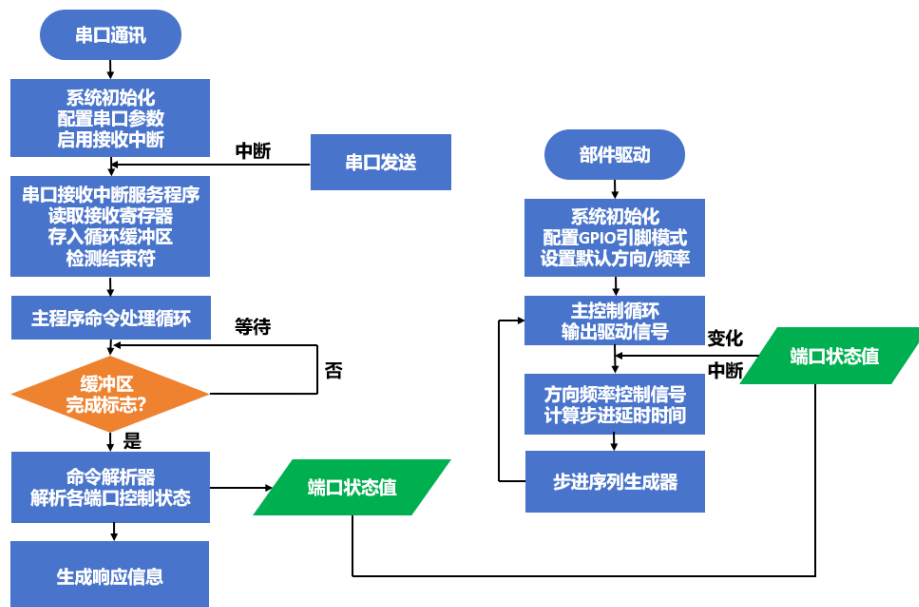 串口通讯
系统初始化
配置串口参数
启用接收中断
中断
串口发送
串口接收中断服务程序
读取接收寄存器
存入循环缓冲区
检测结束符
主程序命令处理循环
等待
缓冲区
完成标志?
否
是
命令解析器
解析各端口控制状态
端口状态值
生成响应信息
部件驱动
系统初始化
配置GPIO引脚模式
设置默认方向/频率
主控制循环
输出驱动信号
变化
中断
端口状态值
方向频率控制信号
计算步进延时时间
步进序列生成器